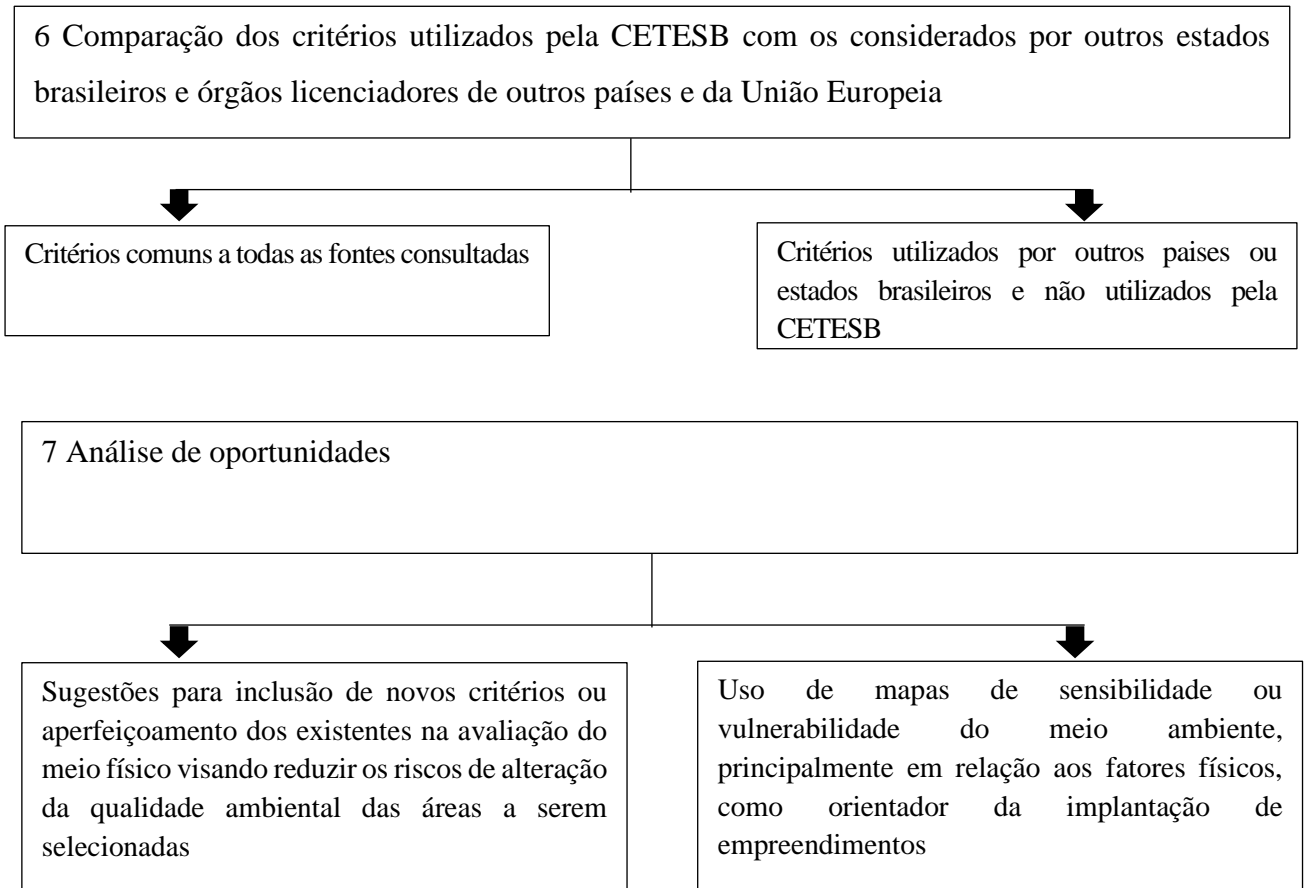 6 Comparação dos critérios utilizados pela CETESB com os considerados por outros estados
brasileiros e órgãos licenciadores de outros países e da União Europeia
Critérios comuns a todas as fontes consultadas
Critérios utilizados por outros paises ou
estados brasileiros e não utilizados pela
CETESB
7 Análise de oportunidades
Sugestões para inclusão de novos critérios ou
aperfeiçoamento dos existentes na avaliação do
meio físico visando reduzir os riscos de alteração
da qualidade ambiental das áreas a serem
selecionadas
Uso de mapas de sensibilidade ou
vulnerabilidade do meio ambiente,
principalmente em relação aos fatores físicos,
como orientador da implantação de
empreendimentos